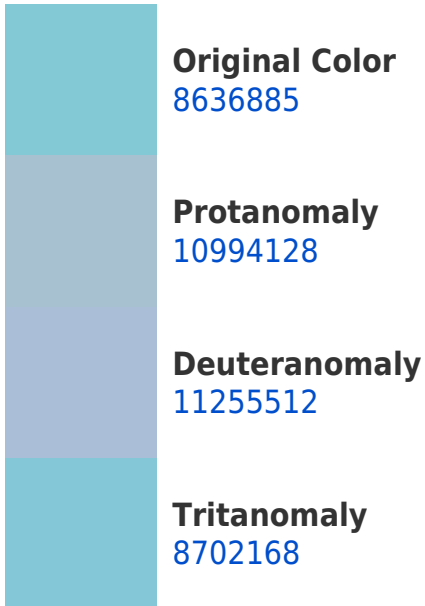 Original Color
8636885
Protanomaly
10994128
Deuteranomaly
11255512
Tritanomaly
8702168